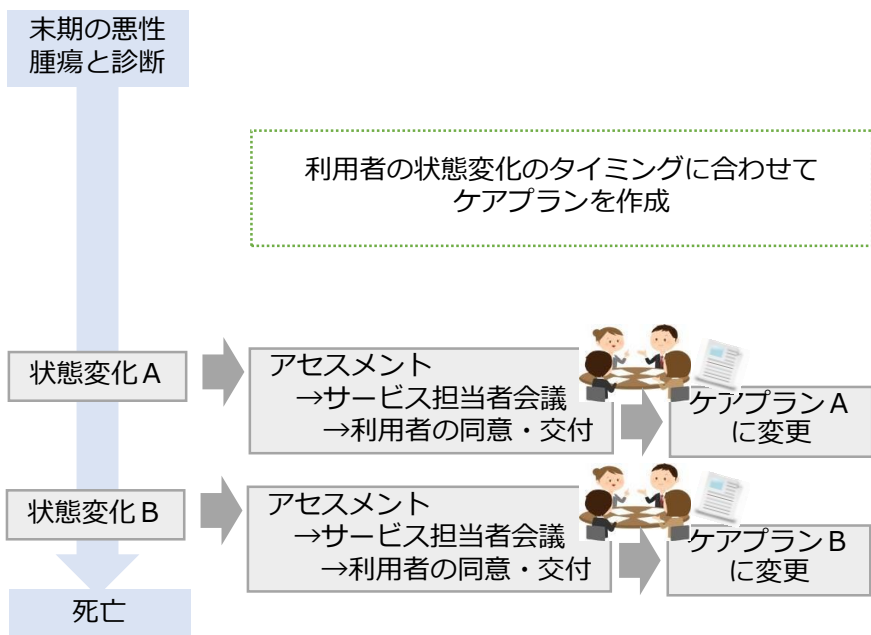 末期の悪性
腫瘍と診断
利用者の状態変化のタイミングに合わせて
ケアプランを作成
状態変化A
アセスメント
→サービス担当者会議
→利用者の同意・交付
ケアプランA
に変更
状態変化B
アセスメント
→サービス担当者会議
→利用者の同意・交付
ケアプランB
に変更
死亡